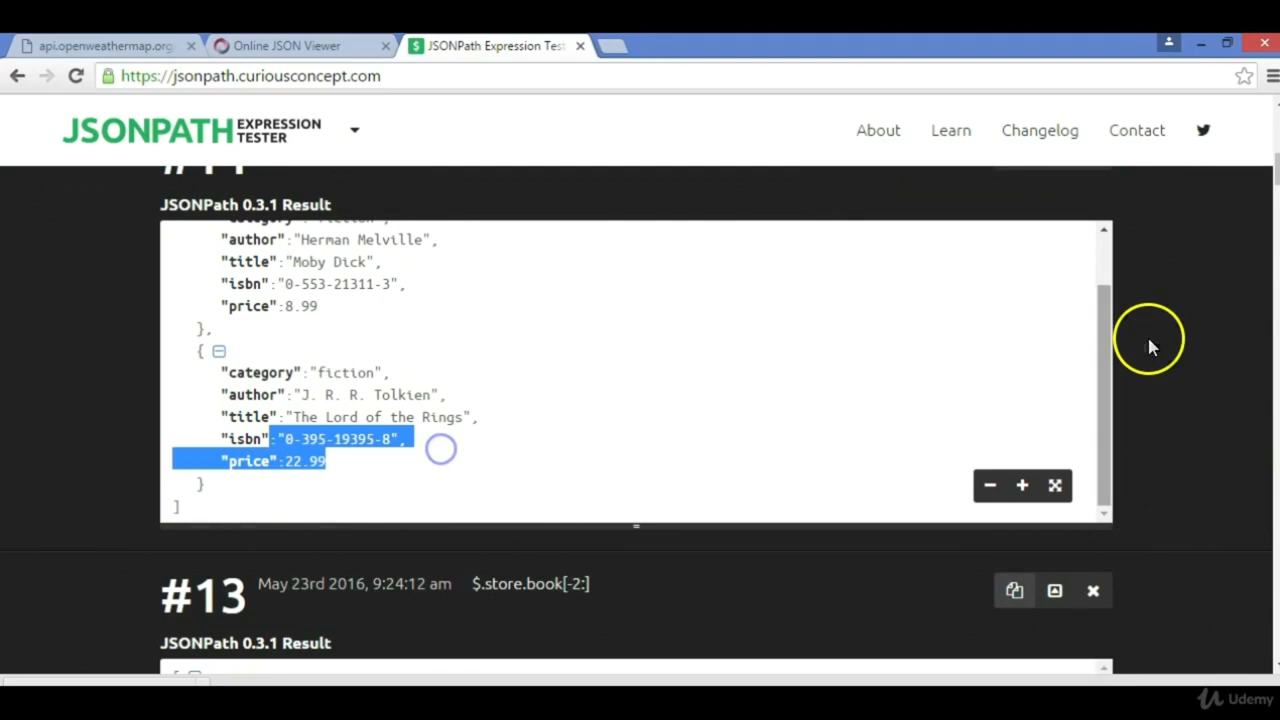 api.openweathermap.org
Online JSON Viewer
JSONPath Expression Test
https://jsonpath.curiousconcept.com
JSONPATH EXPRESSION TESTER
About
Learn
Changelog
Contact
JSONPath 0.3.1 Result
"category":"fiction",
"author":"Herman Melville",
"title":"Moby Dick",
"isbn":"0-553-21311-3",
"price":8.99
},
{
"category":"fiction",
"author":"J. R. R. Tolkien",
"title":"The Lord of the Rings",
"isbn":"0-395-19395-8",
"price":22.99
}
]
#13 May 23rd 2016, 9:24:12 am $.store.book[-2:]
JSONPath 0.3.1 Result
[
Udemy